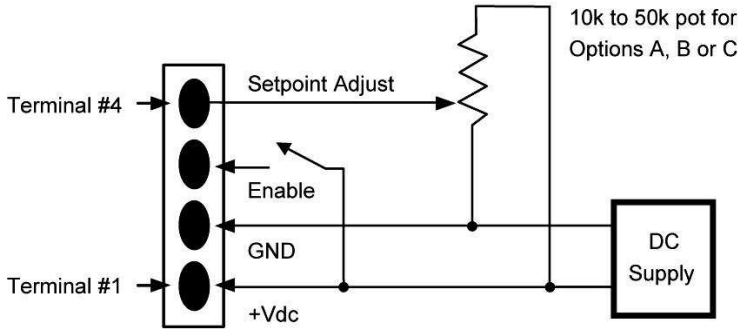 10k to 50k pot for
Options A, B or C
Setpoint Adjust
Terminal #4
Enable
GND
DC
Supply
Terminal #1
+Vdc